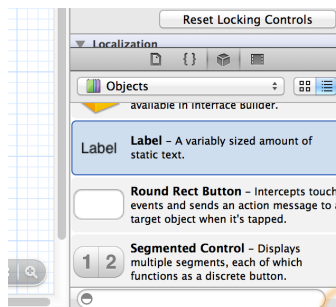 Reset Locking Controls
Localization
{ }
Objects
available in Interface Builder.
Label
Label – A variably sized amount of
static text.
Round Rect Button – Intercepts touch
events and sends an action message to a
target object when it's tapped.
1 2
Segmented Control – Displays
multiple segments, each of which
functions as a discrete button.